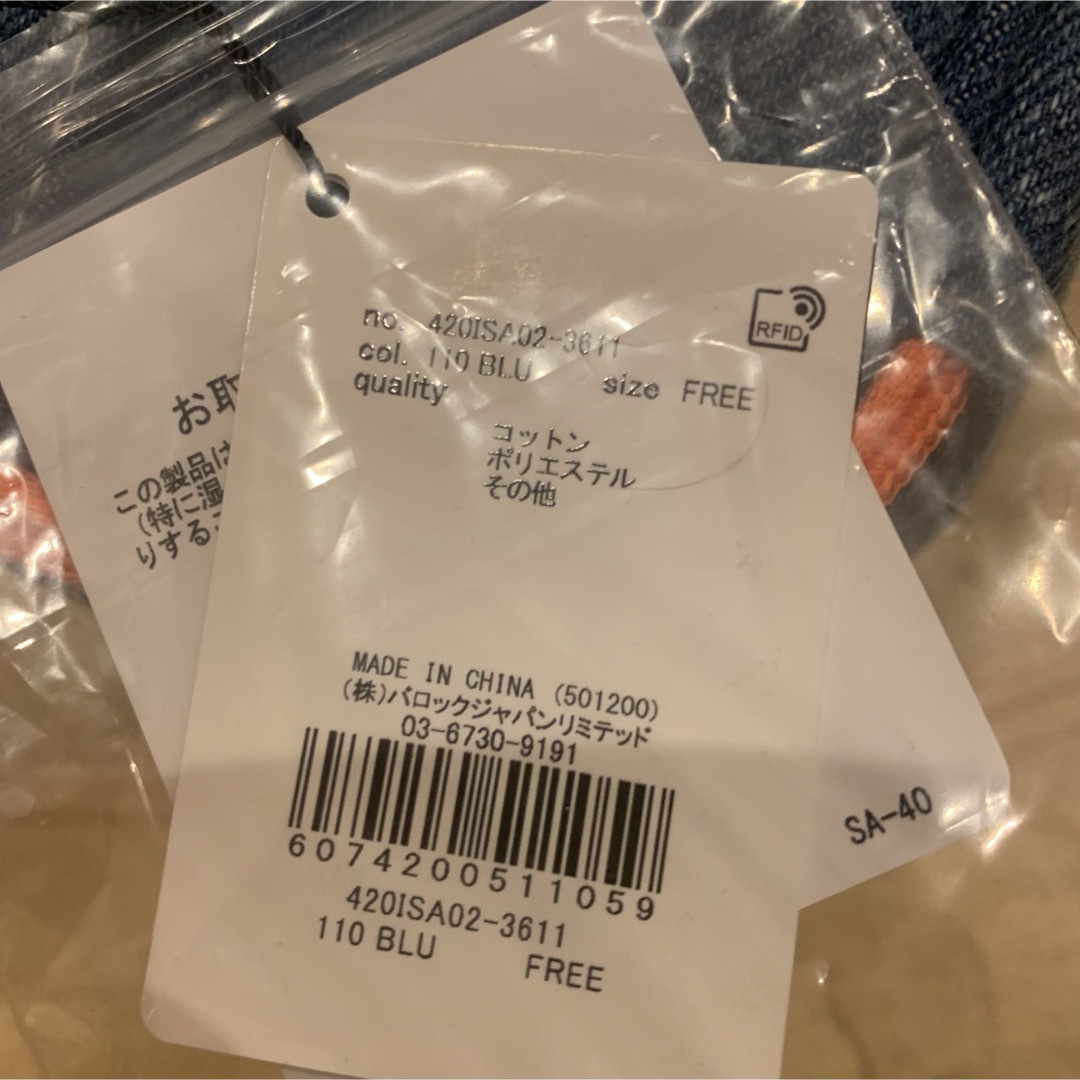 no. 420ISA02-3611
col. 110 BLU size FREE
quality
コットン
ポリエステル
その他
RFID
MADE IN CHINA (501200)
(株)バロックジャパンリミテッド
03-6730-9191
6074200511059
420ISA02-3611
110 BLU FREE
お取
この製品は
(特に湿
りする
SA-40